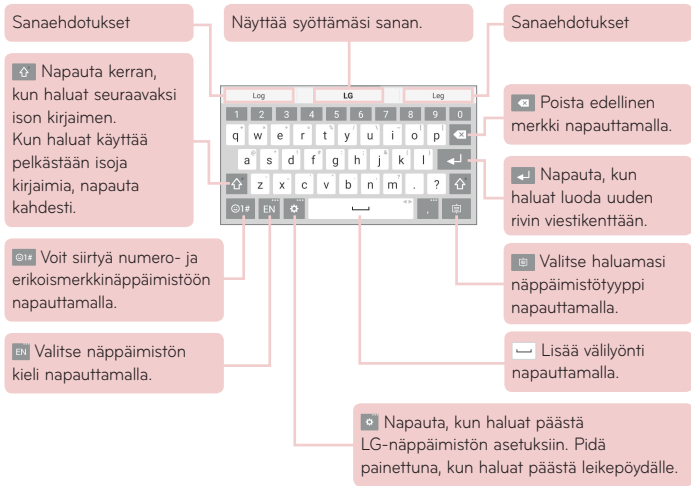 Sanaehdotukset
Näyttää syöttämäsi sanan.
Sanaehdotukset
Napauta kerran,
kun haluat seuraavaksi
ison kirjaimen.
Kun haluat käyttää
pelkästään isoja
kirjaimia, napauta
kahdesti.
Log LG Leg
1 2 3 4 5 6 7 8 9 0
q w e r t y u i o p
a s d f g h j k l
z x c v b n m . ?
☺1# EN ,
Poista edellinen
merkki napauttamalla.
Napauta, kun
haluat luoda uuden
rivin viestikenttään.
☺1# Voit siirtyä numero- ja
erikoismerkkinäppäimistöön
napauttamalla.
Valitse haluamasi
näppäimistötyyppi
napauttamalla.
EN Valitse näppäimistön
kieli napauttamalla.
Lisää välilyönti
napauttamalla.
Napauta, kun haluat päästä
LG-näppäimistön asetuksiin. Pidä
painettuna, kun haluat päästä leikepöydälle.